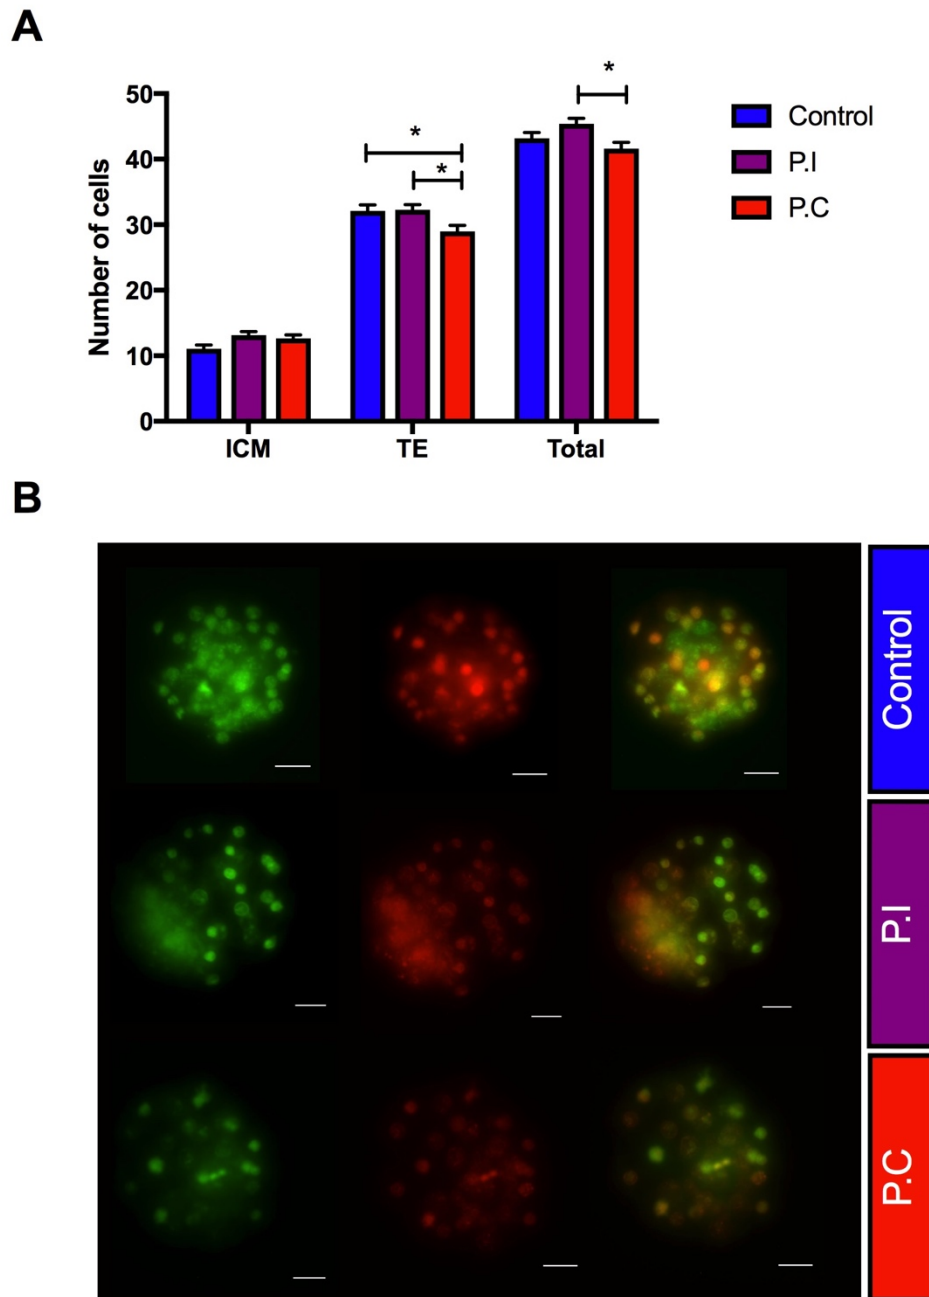 A
*
*
*
50
40
30
20
10
0
Number of cells
ICM
TE
Total
Control
P.I
P.C
B
Control
P.I
P.C